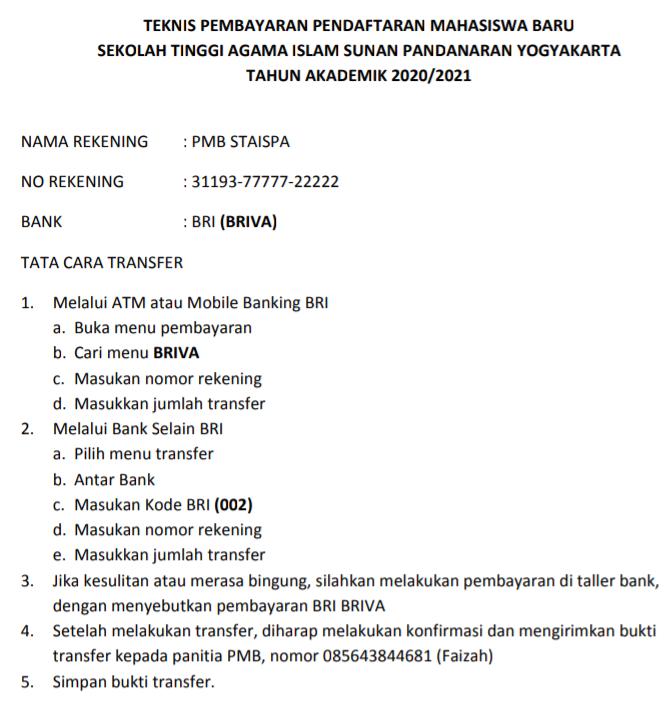 TEKNIS PEMBAYARAN PENDAFTARAN MAHASISWA BARU
SEKOLAH TINGGI AGAMA ISLAM SUNAN PANDANARAN YOGYAKARTA
TAHUN AKADEMIK 2020/2021
NAMA REKENING : PMB STAISPA
NO REKENING : 31193-77777-22222
BANK : BRI (BRIVA)
TATA CARA TRANSFER
1. Melalui ATM atau Mobile Banking BRI
a. Buka menu pembayaran
b. Cari menu BRIVA
c. Masukan nomor rekening
d. Masukkan jumlah transfer
2. Melalui Bank Selain BRI
a. Pilih menu transfer
b. Antar Bank
c. Masukan Kode BRI (002)
d. Masukan nomor rekening
e. Masukkan jumlah transfer
3. Jika kesulitan atau merasa bingung, silahkan melakukan pembayaran di taller bank,
dengan menyebutkan pembayaran BRI BRIVA
4. Setelah melakukan transfer, diharap melakukan konfirmasi dan mengirimkan bukti
transfer kepada panitia PMB, nomor 085643844681 (Faizah)
5. Simpan bukti transfer.